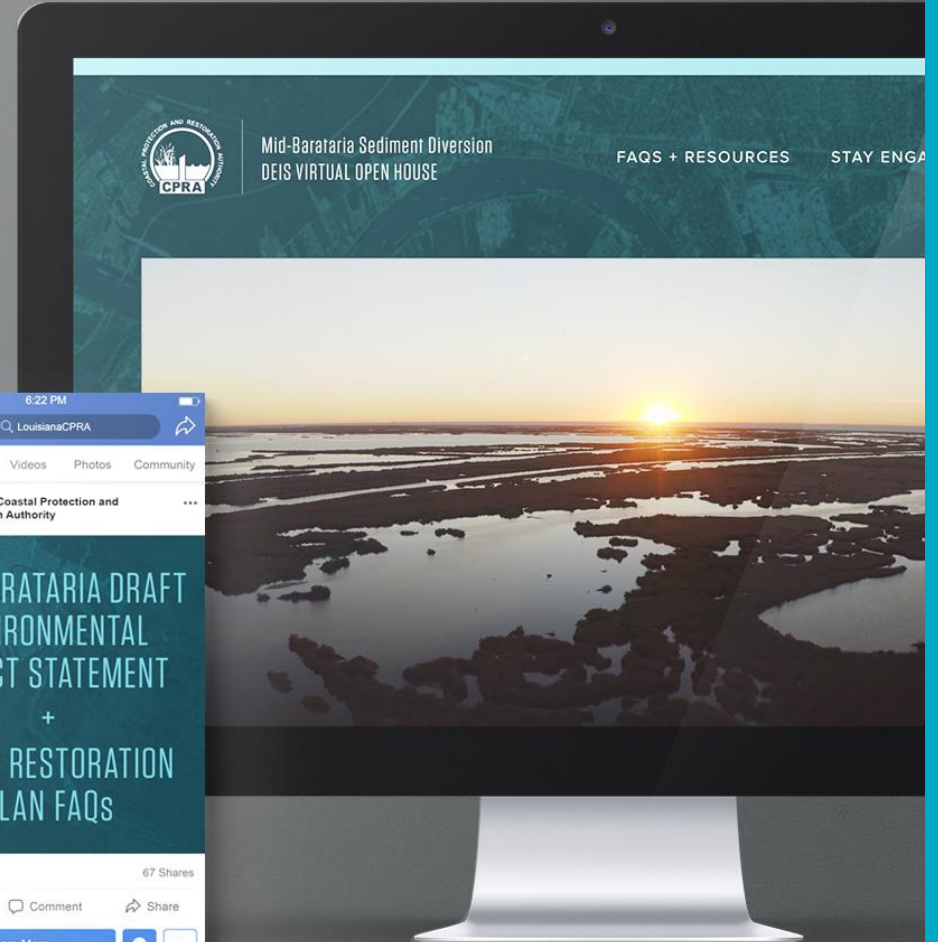 COASTAL PROTECTION AND RESTORATION AUTHORITY
CPRA
Mid-Barataria Sediment Diversion
DEIS VIRTUAL OPEN HOUSE
FAQS + RESOURCES
STAY ENGA
6:22 PM
LouisianaCPRA
Videos
Photos
Community
Coastal Protection and
Authority
RATARIA DRAFT
IRONMENTAL
CT STATEMENT
+
RESTORATION
LAN FAQs
67 Shares
Comment
Share